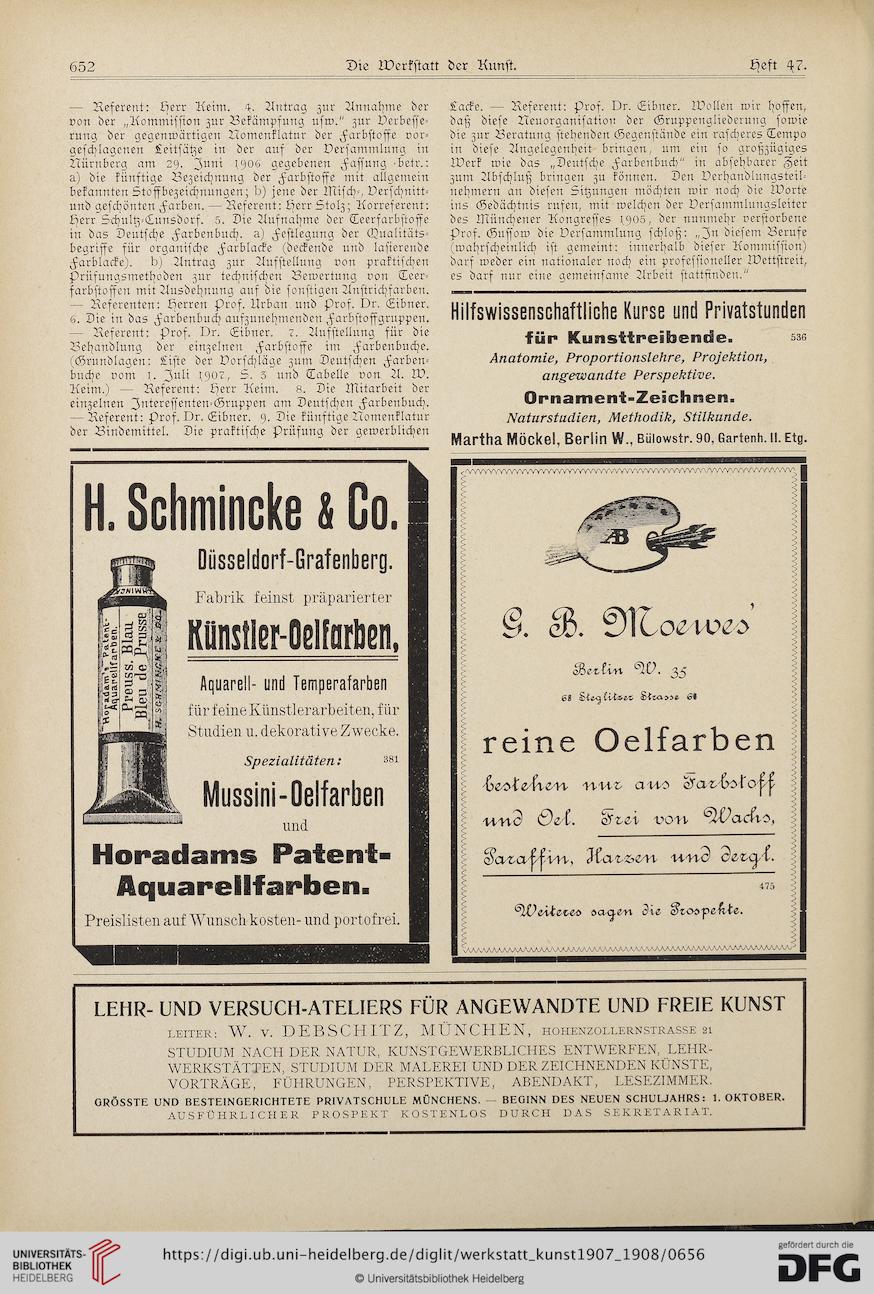 652
Die Werkstatt der Kunst.
Heft 47.
— Referent: Herr Keim. 4. Antrag zur Annahme der
von der „Kommission zur Bekämpfung usw." zur Verbesse-
rung der gegenwärtigen Nomenklatur der Farbstoffe vor-
geschlagenen Leitsätze in der auf der Versammlung in
Nürnberg am 29. Juni 1906 gegebenen Fassung betr.:
a) die künftige Bezeichnung der Farbstoffe mit allgemein
bekannten Stoffbezeichnungen; b) jene der Misch-, Verschnitt-
und geschönten Farben. — Referent: Herr Stolz; Korreferent:
Herr Schultz-Cunsdorf. 5. Die Aufnahme der Teerfarbstoffe
in das Deutsche Farbenbuch. a) Festlegung der Qualitäts-
begriffe für organische Farblacke (deckende und lasierende
Farblacke). b) Antrag zur Aufstellung von praktischen
Prüfungsmethoden zur technischen Bewertung von Teer-
farbstoffen mit Ausdehnung auf die sonstigen Anstrichfarben.
— Referenten: Herren Prof. Urban und Prof. Dr. Eibner.
6. Die in das Farbenbuch aufzunehmenden Farbstoffgruppen.
— Referent: Prof. Dr. Eibner. 7. Aufstellung für die
Behandlung der einzelnen Farbstoffe im Farbenbuche.
(Grundlagen: Liste der Vorschläge zum Deutschen Farben-
buche vom 1. Juli 1907, S. 5 und Tabelle von A. W.
Keim.) — Referent: Herr Keim. 8. Die Mitarbeit der
einzelnen Interessenten-Gruppen am Deutschen Farbenbuch.
— Referent: Prof. Dr. Eibner. 9. Die künftige Nomenklatur
der Bindemittel. Die praktische Prüfung der gewerblichen
Lacke. — Referent: Prof. Dr. Eibner. Wollen wir hoffen,
daß diese Neuorganisation der Gruppengliederung sowie
die zur Beratung stehenden Gegenstände ein rascheres Tempo
in diese Angelegenheit bringen, um ein so großzügiges
Werk wie das „Deutsche Farbenbuch" in absehbarer Zeit
zum Abschluß bringen zu können. Den Verhandlungsteil-
nehmern an diesen Sitzungen möchten wir noch die Worte
ins Gedächtnis rufen, mit welchen der Versammlungsleiter
des Münchener Kongresses 1905, der nunmehr verstorbene
Prof. Gussow die Versammlung schloß: „In diesem Berufe
(wahrscheinlich ist gemeint: innerhalb dieser Kommission)
darf weder ein nationaler noch ein professioneller Wettstreit,
es darf nur eine gemeinsame Arbeit stattfinden."
Hilfswissenschaftliche Kurse und Privatstunden
für Kunsttreibende. 536
Anatomie, Proportionslehre, Projektion,
angewandte Perspektive.
Ornament-Zeichnen.
Naturstudien, Methodik, Stilkunde.
Martha Möckel, Berlin W., Bülowstr. 90, Gartenh. II. Etg.
H. Schmincke & Co.
Düsseldorf-Grafenberg.
Fabrik feinst präparierter
Künstler-Oelfarben,
Aquarell- und Temperafarben
für feine Künstlerarbeiten, für
Studien u. dekorative Zwecke.
Spezialitäten: 381
Mussini-Oelfarben
und
Horadams Patent-
Aquarellfarben.
Preislisten auf Wunsch kosten- und portofrei.
Horadam's Patent-
Aquarellfarben.
Preuss. Blau
Bleu de Prusse
H. SCHMINCKE & CO.
AB
G. B. Moewes'
Berlin W. 35
68 Steglitzer Strasse 68
reine Oelfarben
bestehen nur aus Farbstoff
und Oel. Frei von Wachs,
Paraffin, Harzen und dergl.
475
Weiteres sagen die Prospekte.
LEHR- UND VERSUCH-ATELIERS FÜR ANGEWANDTE UND FREIE KUNST
LEITER: W. v. DEBSCHITZ, MÜNCHEN, HOHENZOLLERNSTRASSE 21
STUDIUM NACH DER NATUR, KUNSTGEWERBLICHES ENTWERFEN, LEHR-
WERKSTÄTTEN, STUDIUM DER MALEREI UND DER ZEICHNENDEN KÜNSTE,
VORTRÄGE, FÜHRUNGEN, PERSPEKTIVE, ABENDAKT, LESEZIMMER.
GRÖSSTE UND BESTEINGERICHTETE PRIVATSCHULE MÜNCHENS. — BEGINN DES NEUEN SCHULJAHRS: 1. OKTOBER.
AUSFÜHRLICHER PROSPEKT KOSTENLOS DURCH DAS SEKRETARIAT.
UNIVERSITÄTS-
BIBLIOTHEK
HEIDELBERG
https://digi.ub.uni-heidelberg.de/diglit/werkstatt_kunst1907_1908/0656
© Universitätsbibliothek Heidelberg
gefördert durch die
DFG